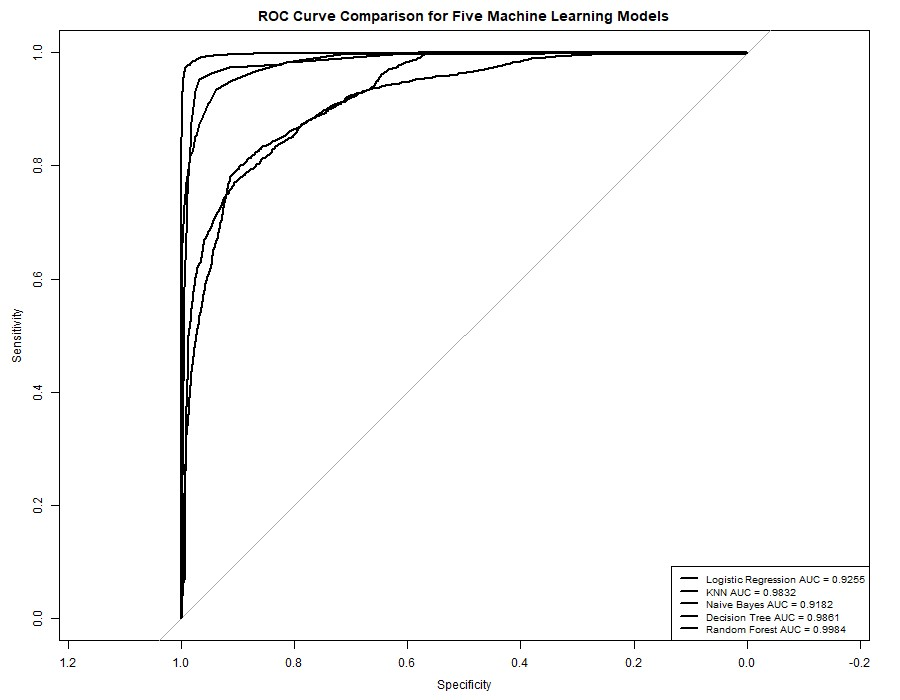 ROC Curve Comparison for Five Machine Learning Models
Sensitivity
1.0
0.8
0.6
0.4
0.2
0.0
1.2 1.0 0.8 0.6 0.4 0.2 0.0 -0.2
Specificity
Logistic Regression AUC = 0.9255
KNN AUC = 0.9832
Naive Bayes AUC = 0.9182
Decision Tree AUC = 0.9861
Random Forest AUC = 0.9984